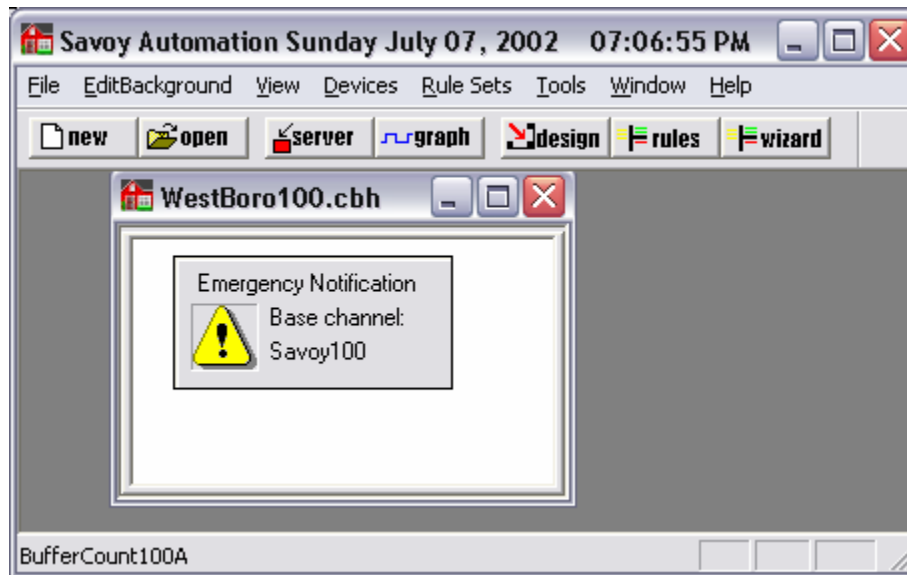 Savoy Automation Sunday July 07, 2002 07:06:55 PM
File EditBackground View Devices Rule Sets Tools Window Help
new open server graph design rules wizard
WestBoro100.cbh
Emergency Notification
Base channel:
Savoy100
BufferCount100A